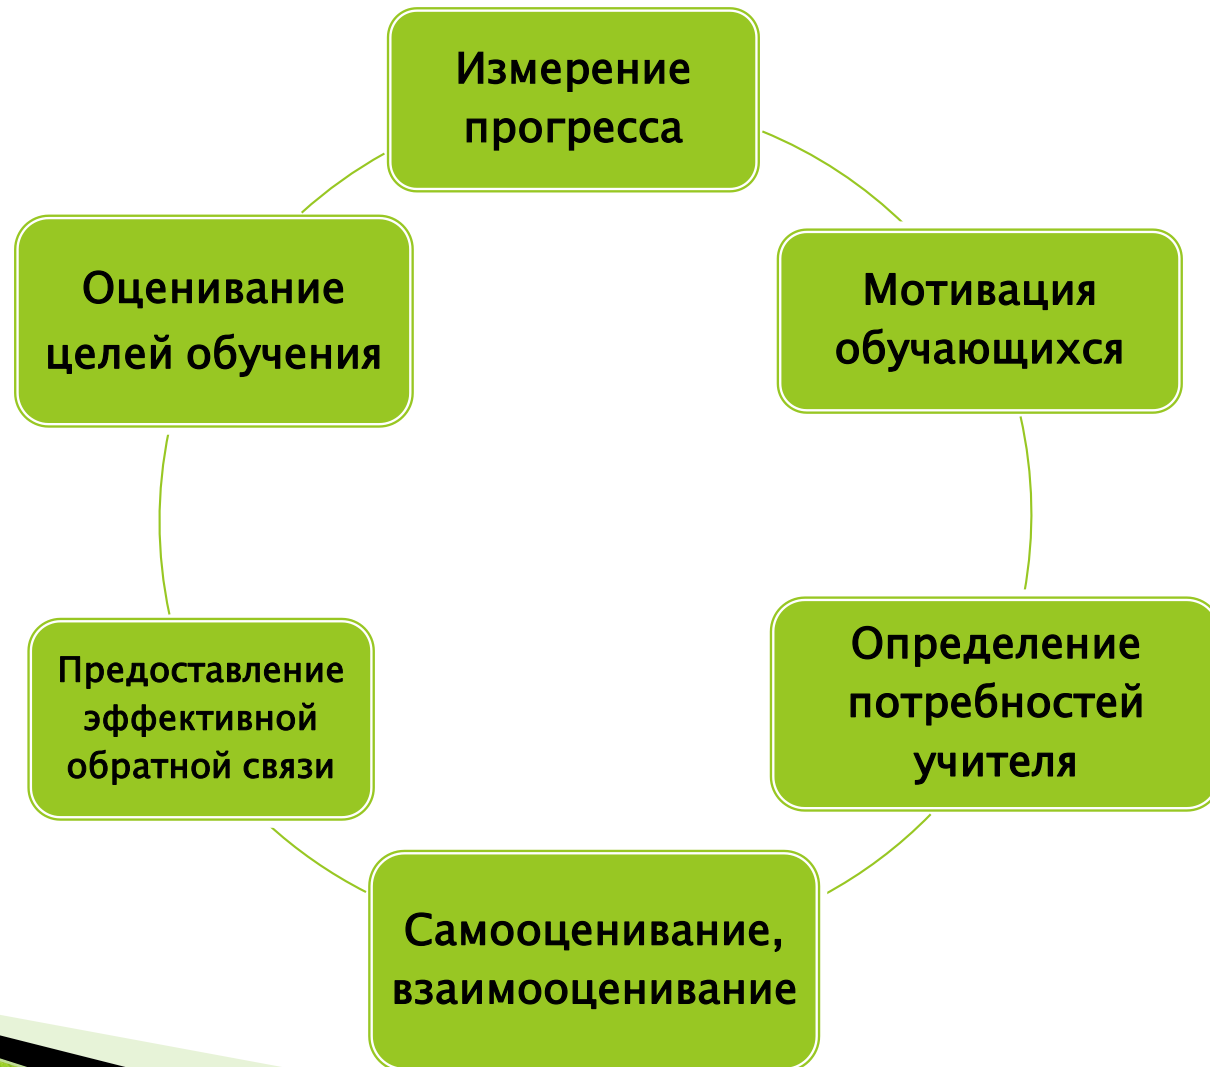 Измерение
прогресса
Оценивание
целей обучения
Мотивация
обучающихся
Предоставление
эффективной
обратной связи
Определение
потребностей
учителя
Самооценивание,
взаимооценивание